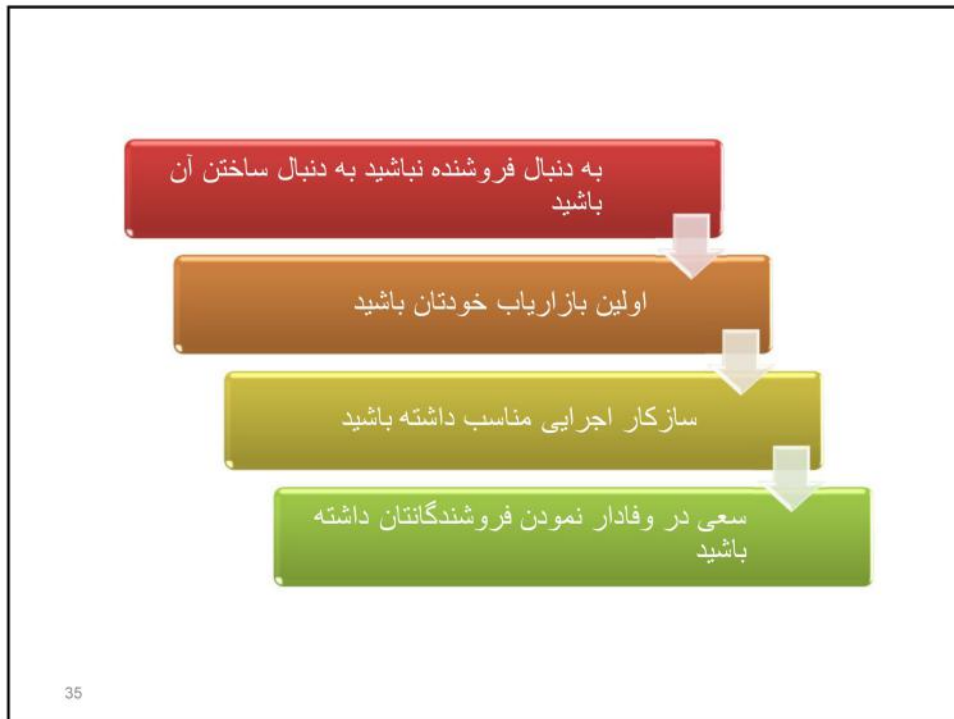 به دنبال فروشنده نباشید به دنبال ساختن آن
باشید
اولین بازاریاب خودتان باشید
سازکار اجرایی مناسب داشته باشید
سعی در وفادار نمودن فروشندگانتان داشته
باشید
35